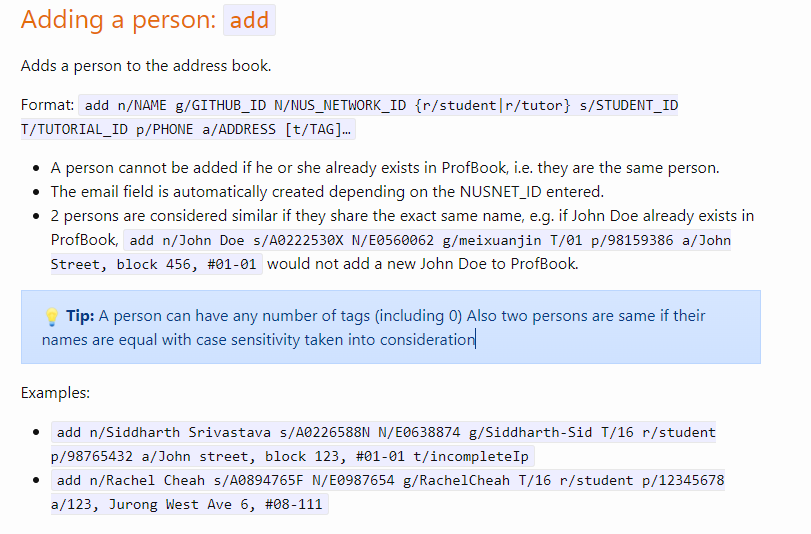 Adding a person: add
Adds a person to the address book.
Format: add n/NAME g/GITHUB_ID N/NUS_NETWORK_ID {r/student|r/tutor} s/STUDENT_ID
T/TUTORIAL_ID p/PHONE a/ADDRESS [t/TAG]…
• A person cannot be added if he or she already exists in ProfBook, i.e. they are the same person.
• The email field is automatically created depending on the NUSNET_ID entered.
• 2 persons are considered similar if they share the exact same name, e.g. if John Doe already exists in
ProfBook, add n/John Doe s/A0222530X N/E0560062 g/meixuanjin T/01 p/98159386 a/John
Street, block 456, #01-01 would not add a new John Doe to ProfBook.
💡 Tip: A person can have any number of tags (including 0) Also two persons are same if their
names are equal with case sensitivity taken into consideration
Examples:
• add n/Siddharth Srivastava s/A0226588N N/E0638874 g/Siddharth-Sid T/16 r/student
p/98765432 a/John street, block 123, #01-01 t/incompleteIp
• add n/Rachel Cheah s/A0894765F N/E0987654 g/RachelCheah T/16 r/student p/12345678
a/123, Jurong West Ave 6, #08-111